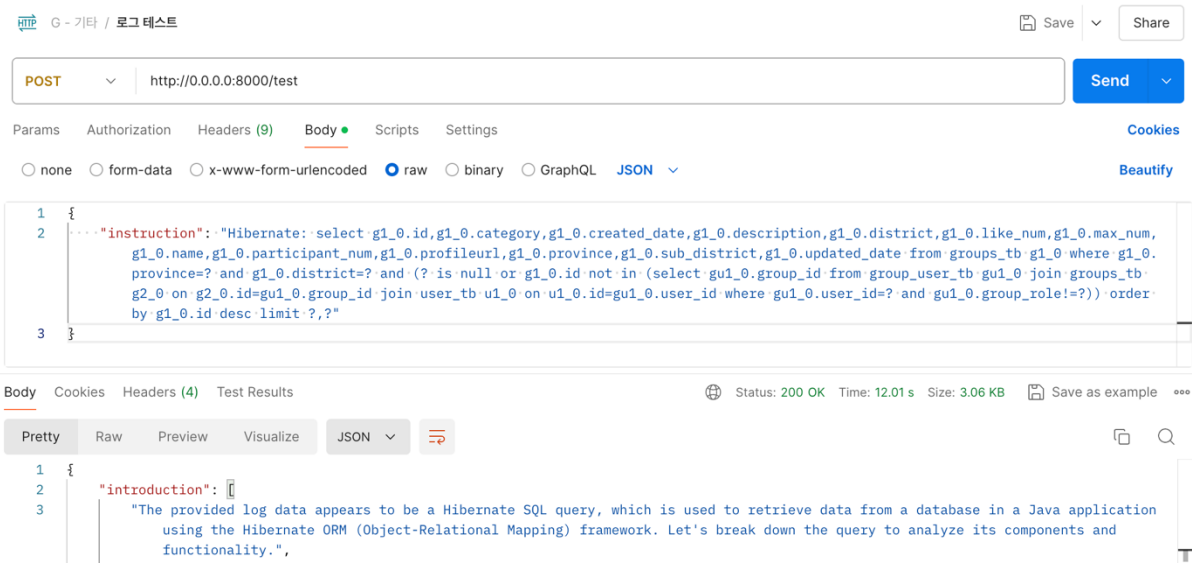 HTTP G - 기타 / 로그 테스트 Save Share
POST http://0.0.0.0:8000/test Send
Params Authorization Headers (9) Body Scripts Settings Cookies
none form-data x-www-form-urlencoded raw binary GraphQL JSON Beautify
1 {
2 "instruction": "Hibernate: select g1_0.id,g1_0.category,g1_0.created_date,g1_0.description,g1_0.district,g1_0.like_num,g1_0.max_num,
g1_0.name,g1_0.participant_num,g1_0.profileurl,g1_0.province,g1_0.sub_district,g1_0.updated_date from groups_tb g1_0 where g1_0.
province=? and g1_0.district=? and (? is null or g1_0.id not in (select gu1_0.group_id from group_user_tb gu1_0 join groups_tb
g2_0 on g2_0.id=gu1_0.group_id join user_tb u1_0 on u1_0.id=gu1_0.user_id where gu1_0.user_id=? and gu1_0.group_role!=?)) order
by g1_0.id desc limit ?,?"
3 }
Body Cookies Headers (4) Test Results Status: 200 OK Time: 12.01 s Size: 3.06 KB Save as example
Pretty Raw Preview Visualize JSON
1 {
2 "introduction": [
3 "The provided log data appears to be a Hibernate SQL query, which is used to retrieve data from a database in a Java application
using the Hibernate ORM (Object-Relational Mapping) framework. Let's break down the query to analyze its components and
functionality.",